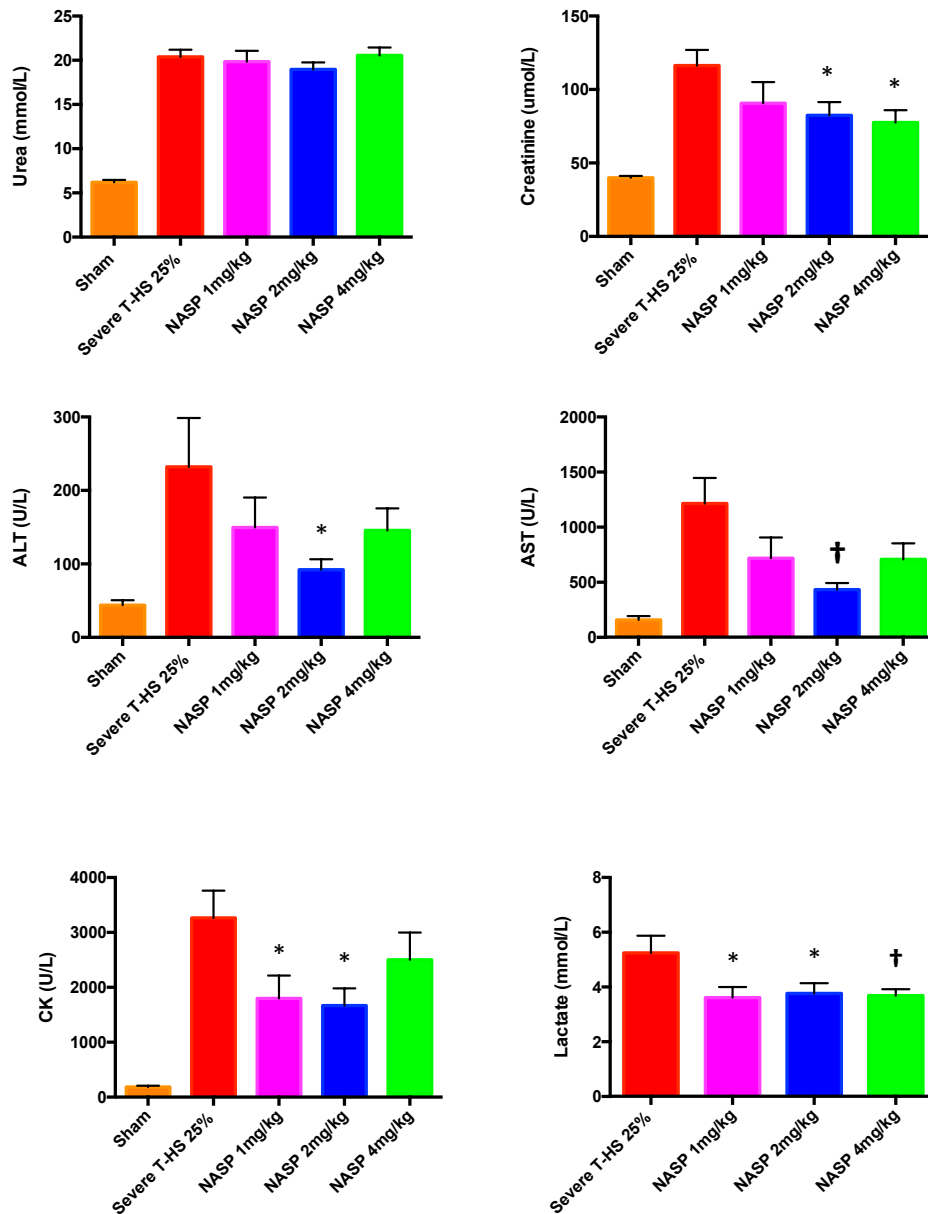 Urea (mmol/L)
25
20
15
10
5
0
Sham
Severe T-HS 25%
NASP 1mg/kg
NASP 2mg/kg
NASP 4mg/kg
Creatinine (umol/L)
150
100
50
0
*
*
Sham
Severe T-HS 25%
NASP 1mg/kg
NASP 2mg/kg
NASP 4mg/kg
ALT (U/L)
300
200
100
0
*
Sham
Severe T-HS 25%
NASP 1mg/kg
NASP 2mg/kg
NASP 4mg/kg
AST (U/L)
2000
1500
1000
500
0
†
Sham
Severe T-HS 25%
NASP 1mg/kg
NASP 2mg/kg
NASP 4mg/kg
CK (U/L)
4000
3000
2000
1000
0
*
*
Sham
Severe T-HS 25%
NASP 1mg/kg
NASP 2mg/kg
NASP 4mg/kg
Lactate (mmol/L)
8
6
4
2
0
*
*
†
Severe T-HS 25%
NASP 1mg/kg
NASP 2mg/kg
NASP 4mg/kg